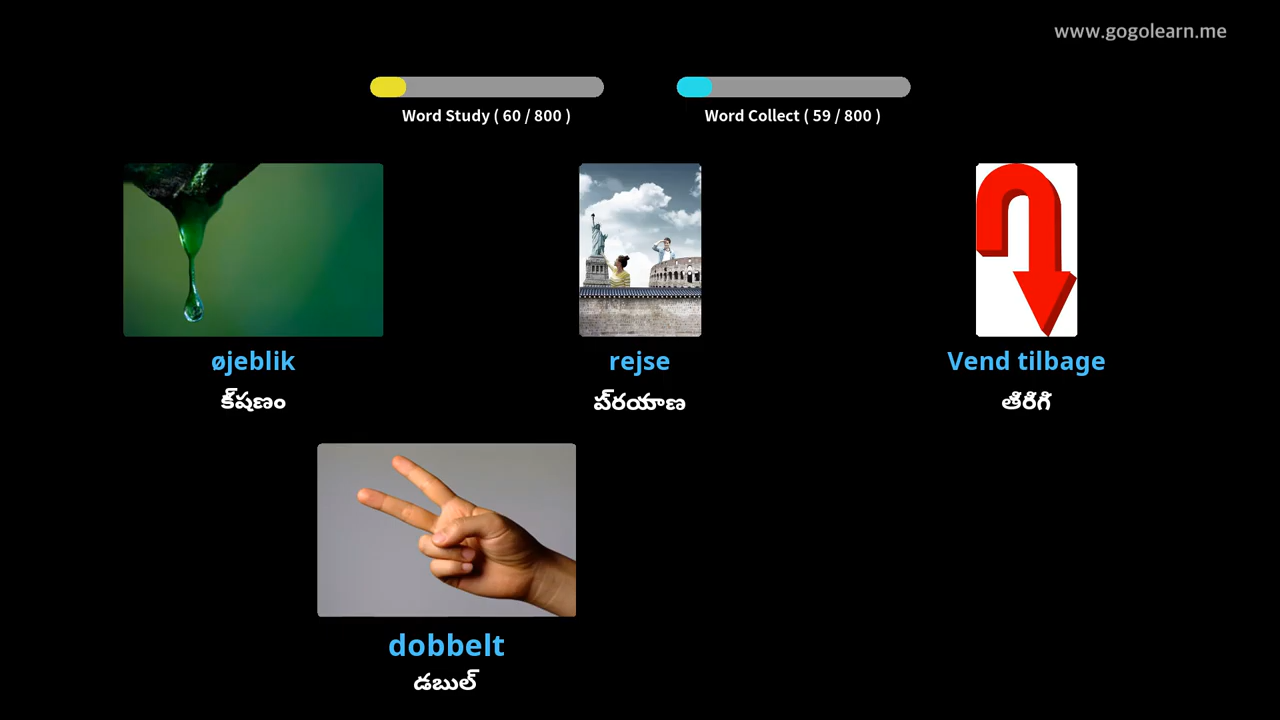 www.gogolearn.me
Word Study ( 60 / 800 )
Word Collect ( 59 / 800 )
øjeblik
rejse
Vend tilbage
క్‌షణం
ప్‌రయాణ
తిరిగి
dobbelt
డబుల్